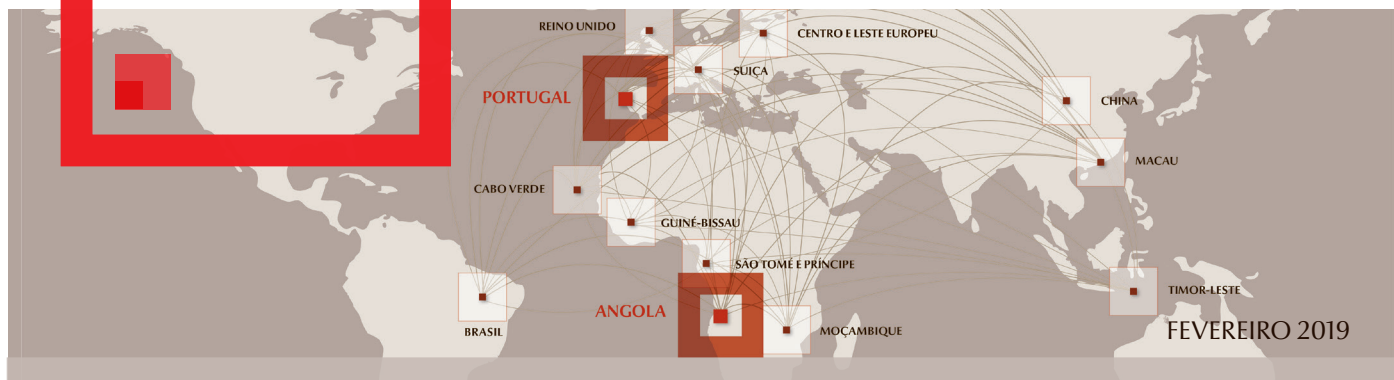 REINO UNIDO
CENTRO E LESTE EUROPEU
SUIÇA
PORTUGAL
CHINA
MACAU
CABO VERDE
GUINÉ-BISSAU
SÃO TOMÉ E PRÍNCIPE
TIMOR-LESTE
ANGOLA
BRASIL
MOÇAMBIQUE
FEVEREIRO 2019